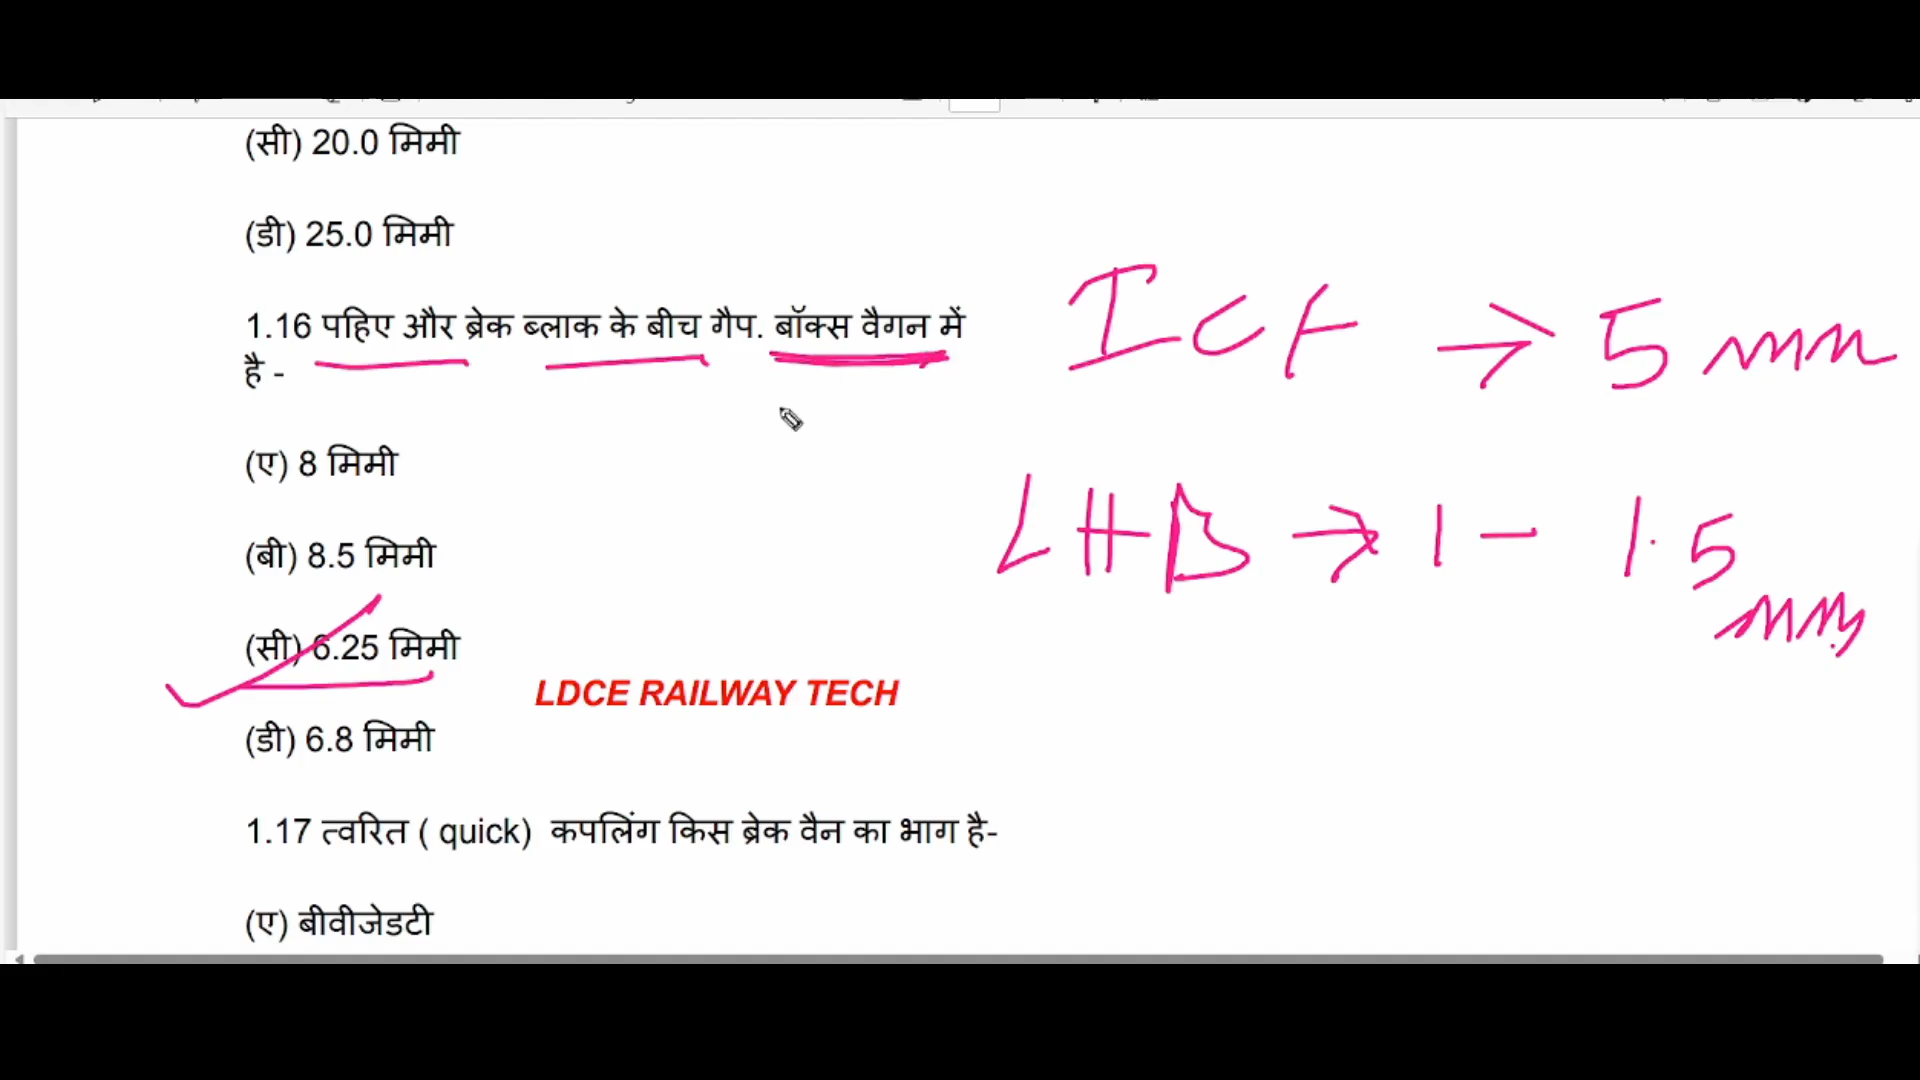 (सी) 20.0 मिमी
(डी) 25.0 मिमी
1.16 पहिए और ब्रेक ब्लाक के बीच गैप. बॉक्स वैगन में
है -
(ए) 8 मिमी
(बी) 8.5 मिमी
(सी) 6.25 मिमी
(डी) 6.8 मिमी
1.17 त्वरित ( quick) कपलिंग किस ब्रेक वैन का भाग है-
(ए) बीवीजेडटी
ICF → 5 mm
LHB → 1 - 1.5
mm
LDCE RAILWAY TECH